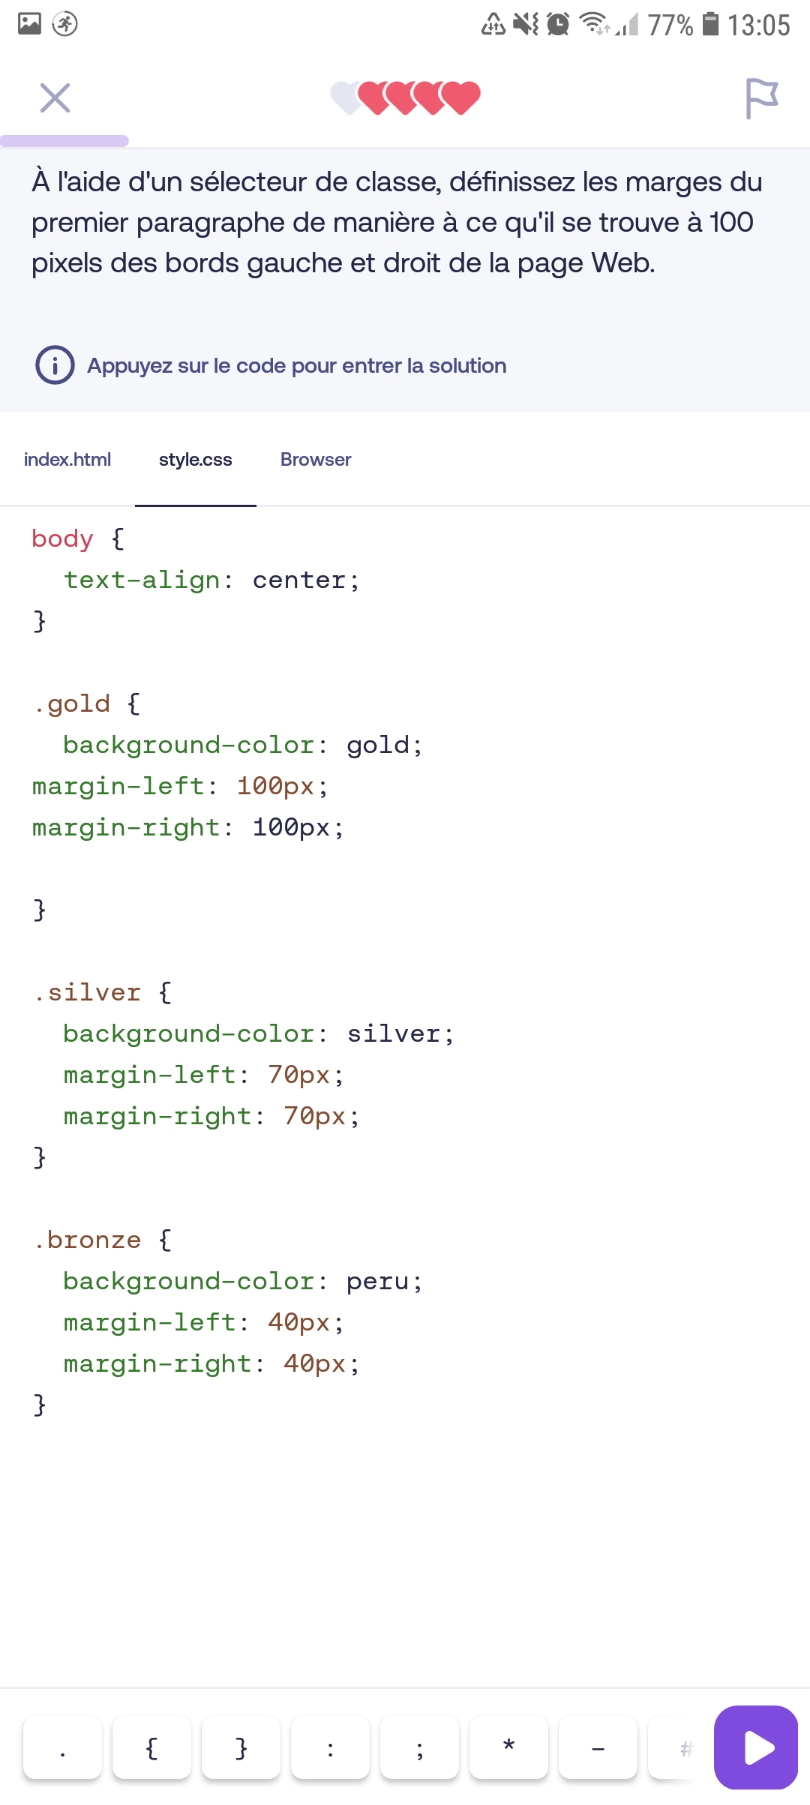 77% 13:05
À l'aide d'un sélecteur de classe, définissez les marges du
premier paragraphe de manière à ce qu'il se trouve à 100
pixels des bords gauche et droit de la page Web.
Appuyez sur le code pour entrer la solution
index.html style.css Browser
body {
  text-align: center;
}
.gold {
  background-color: gold;
margin-left: 100px;
margin-right: 100px;
}
.silver {
  background-color: silver;
  margin-left: 70px;
  margin-right: 70px;
}
.bronze {
  background-color: peru;
  margin-left: 40px;
  margin-right: 40px;
}
. { } : ; * - #